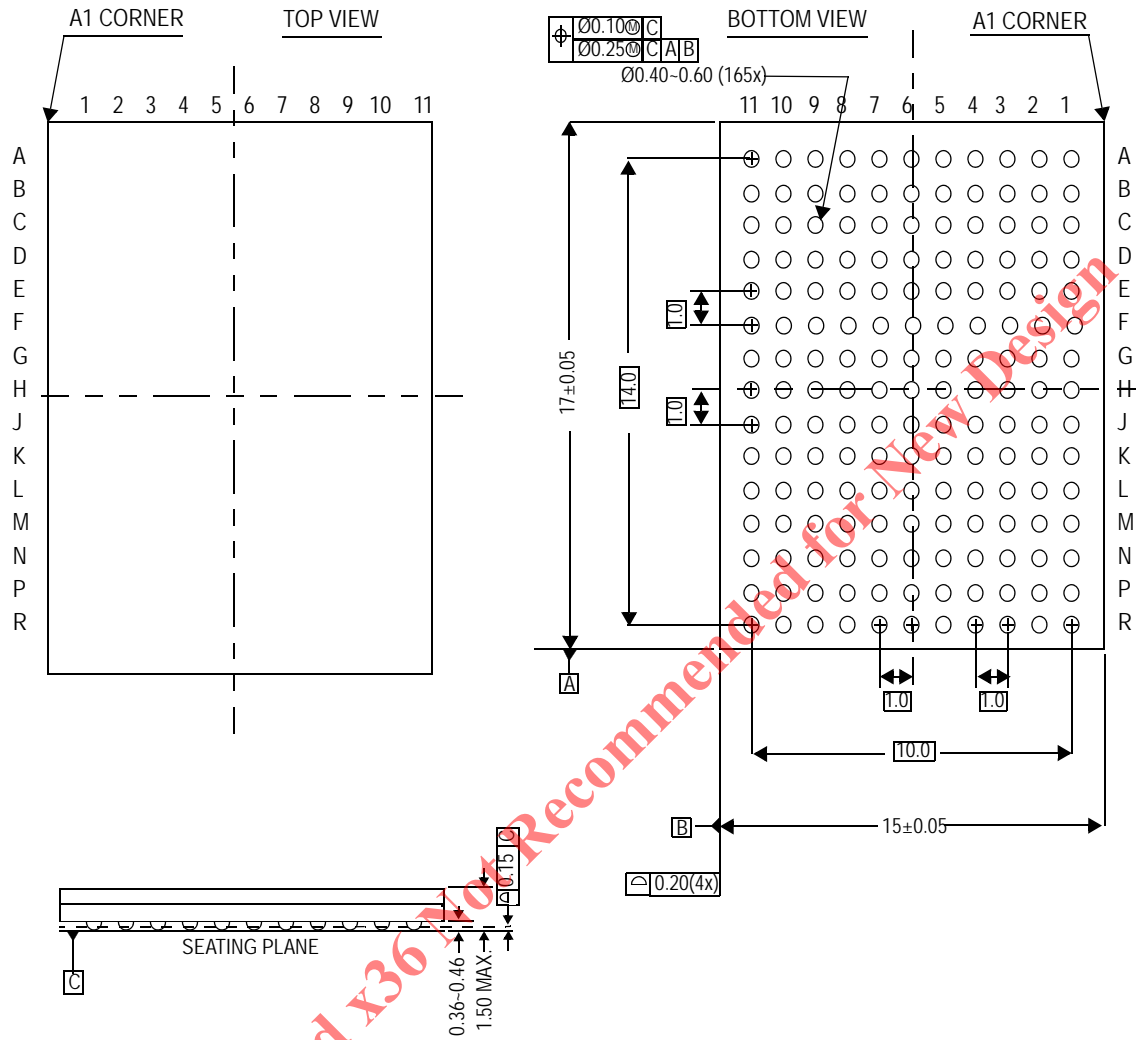 A1 CORNER
TOP VIEW
BOTTOM VIEW
A1 CORNER
Ø0.10Ⓜ C
Ø0.25Ⓜ C A B
Ø0.40~0.60 (165x)
1 2 3 4 5 6 7 8 9 10 11
11 10 9 8 7 6 5 4 3 2 1
A
B
C
D
E
F
G
H
J
K
L
M
N
P
R
A
B
C
D
E
F
G
H
J
K
L
M
N
P
R
1.0
1.0
17±0.05
14.0
A
1.0
1.0
10.0
B
15±0.05
0.20(4x)
0.15 C
SEATING PLANE
C
0.36~0.46
1.50 MAX.
d x36 Not Recommended for New Design